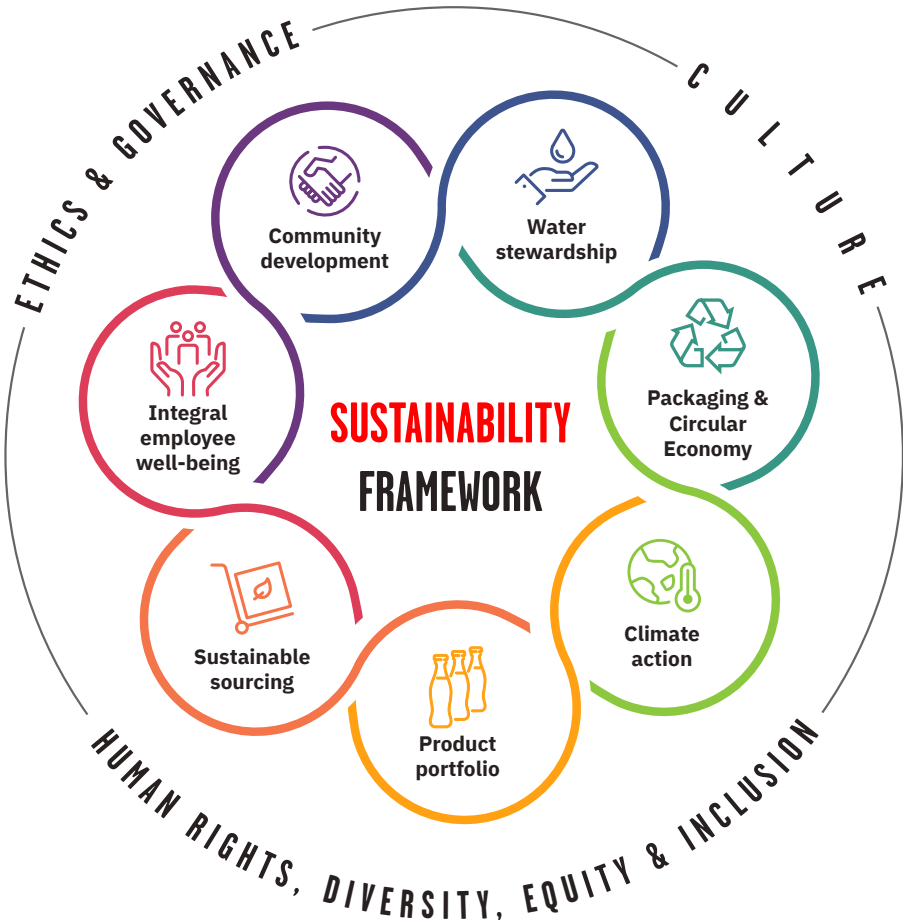 ETHICS & GOVERNANCE
CULTURE
Community
development
Water
stewardship
Integral
employee
well-being
Packaging &
Circular
Economy
SUSTAINABILITY
FRAMEWORK
Sustainable
sourcing
Climate
action
Product
portfolio
HUMAN RIGHTS, DIVERSITY, EQUITY & INCLUSION